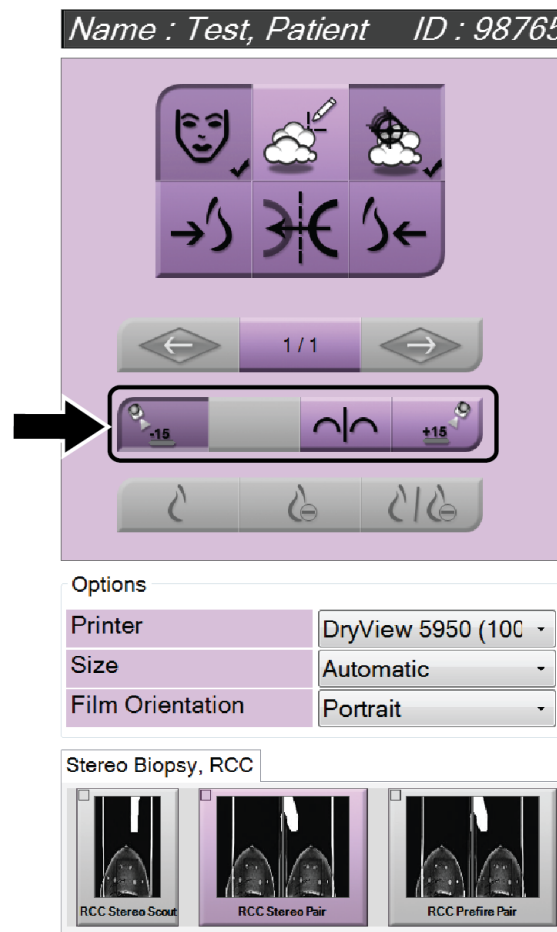 Name : Test, Patient ID : 98765
1 / 1
-15
+15
Options
Printer DryView 5950 (100
Size Automatic
Film Orientation Portrait
Stereo Biopsy, RCC
RCC Stereo Scout RCC Stereo Pair RCC Prefire Pair